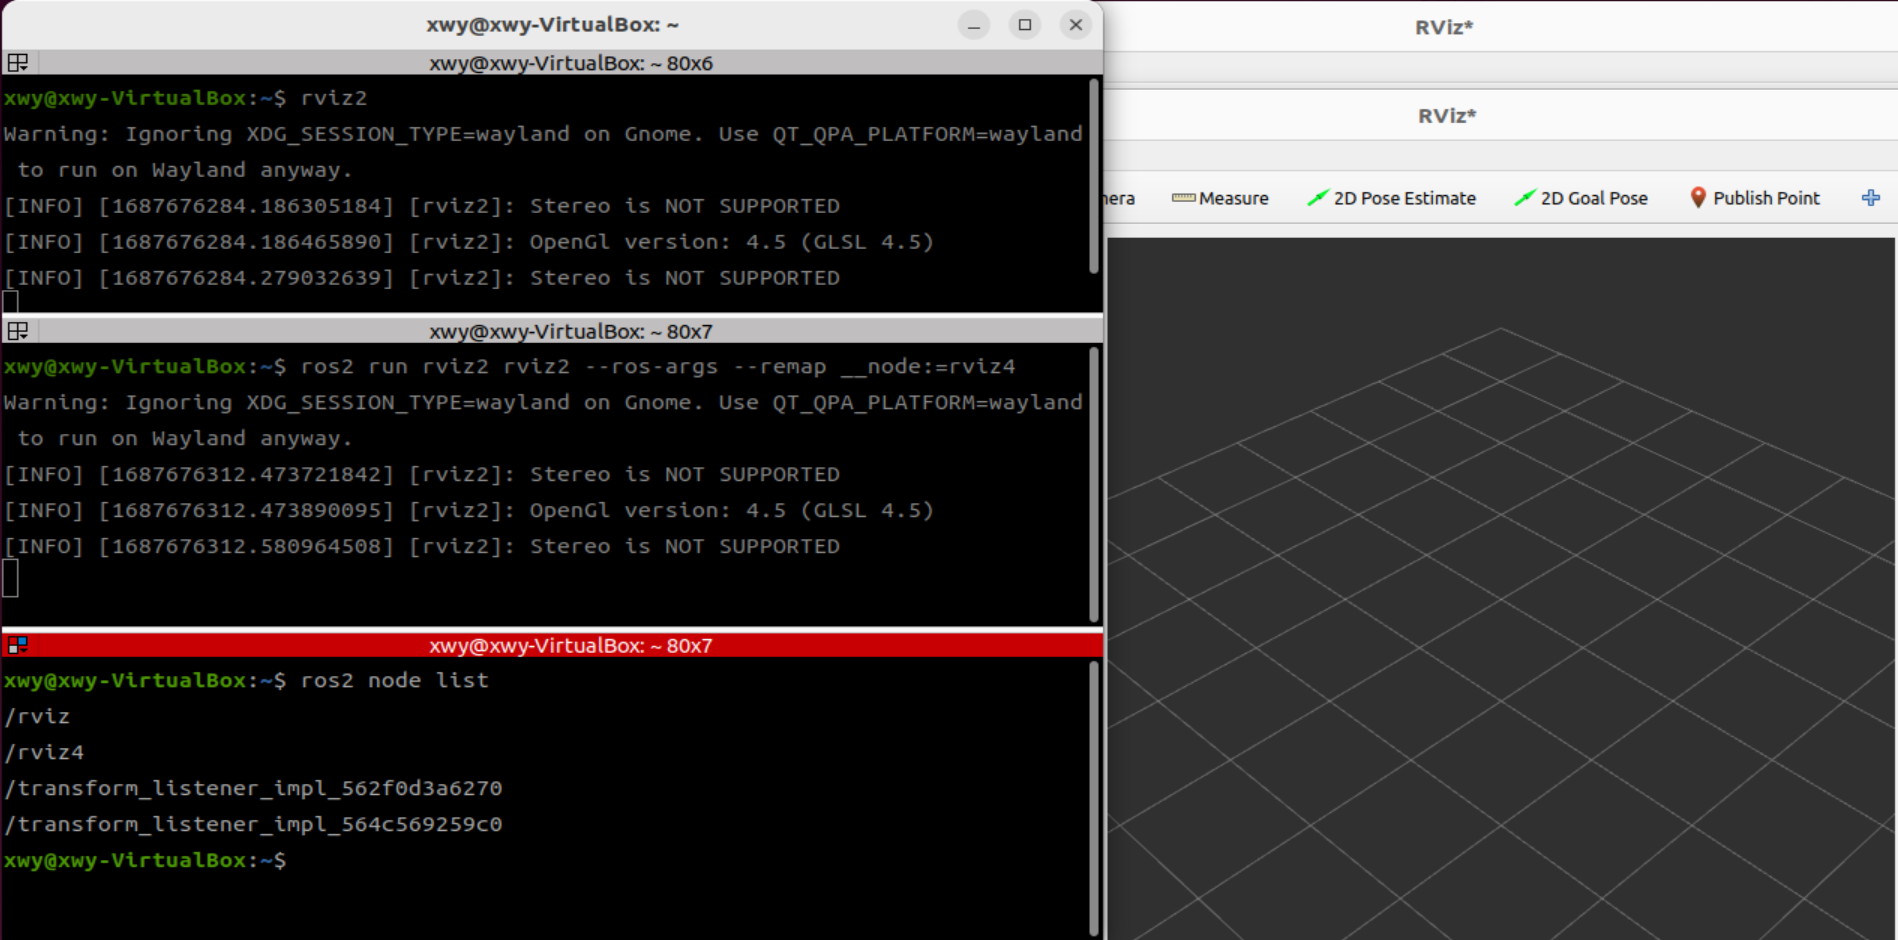 xwy@xwy-VirtualBox: ~
xwy@xwy-VirtualBox: ~ 80x6
xwy@xwy-VirtualBox:~$ rviz2
Warning: Ignoring XDG_SESSION_TYPE=wayland on Gnome. Use QT_QPA_PLATFORM=wayland
to run on Wayland anyway.
[INFO] [1687676284.186305184] [rviz2]: Stereo is NOT SUPPORTED
[INFO] [1687676284.186465890] [rviz2]: OpenGl version: 4.5 (GLSL 4.5)
[INFO] [1687676284.279032639] [rviz2]: Stereo is NOT SUPPORTED
xwy@xwy-VirtualBox: ~ 80x7
xwy@xwy-VirtualBox:~$ ros2 run rviz2 rviz2 --ros-args --remap __node:=rviz4
Warning: Ignoring XDG_SESSION_TYPE=wayland on Gnome. Use QT_QPA_PLATFORM=wayland
to run on Wayland anyway.
[INFO] [1687676312.473721842] [rviz2]: Stereo is NOT SUPPORTED
[INFO] [1687676312.473890095] [rviz2]: OpenGl version: 4.5 (GLSL 4.5)
[INFO] [1687676312.580964508] [rviz2]: Stereo is NOT SUPPORTED
xwy@xwy-VirtualBox: ~ 80x7
xwy@xwy-VirtualBox:~$ ros2 node list
/rviz
/rviz4
/transform_listener_impl_562f0d3a6270
/transform_listener_impl_564c569259c0
xwy@xwy-VirtualBox:~$
RViz*
RViz*
nera Measure 2D Pose Estimate 2D Goal Pose Publish Point